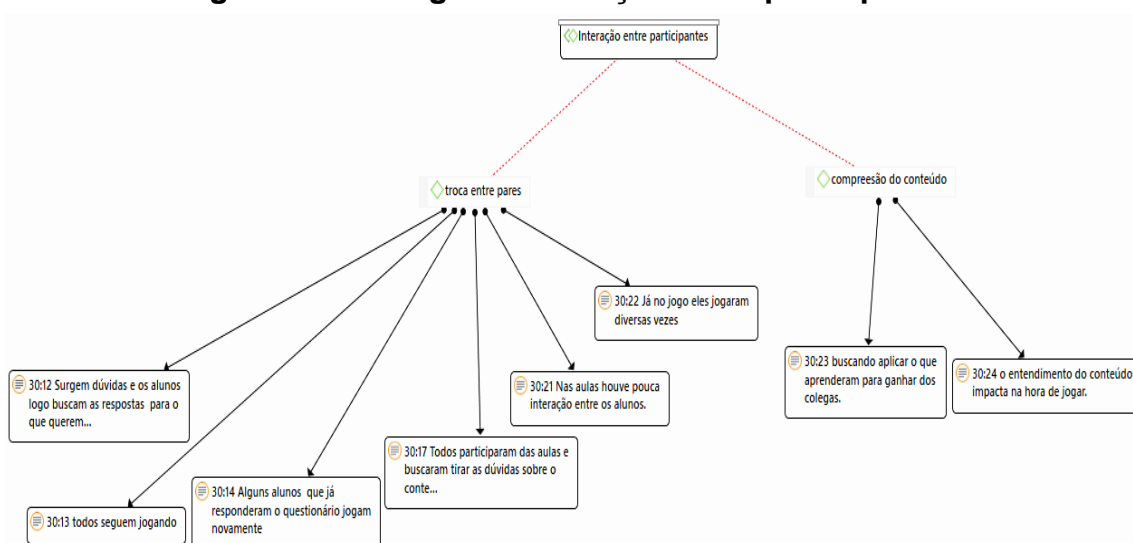 Interação entre participantes
troca entre pares
compreesão do conteúdo
30:22 Já no jogo eles jogaram
diversas vezes
30:23 buscando aplicar o que
aprenderam para ganhar dos
colegas.
30:24 o entendimento do conteúdo
impacta na hora de jogar.
30:12 Surgem dúvidas e os alunos
logo buscam as respostas para o
que querem...
30:21 Nas aulas houve pouca
interação entre os alunos.
30:17 Todos participaram das aulas e
buscaram tirar as dúvidas sobre o
conte...
30:14 Alguns alunos que já
responderam o questionário jogam
novamente
30:13 todos seguem jogando